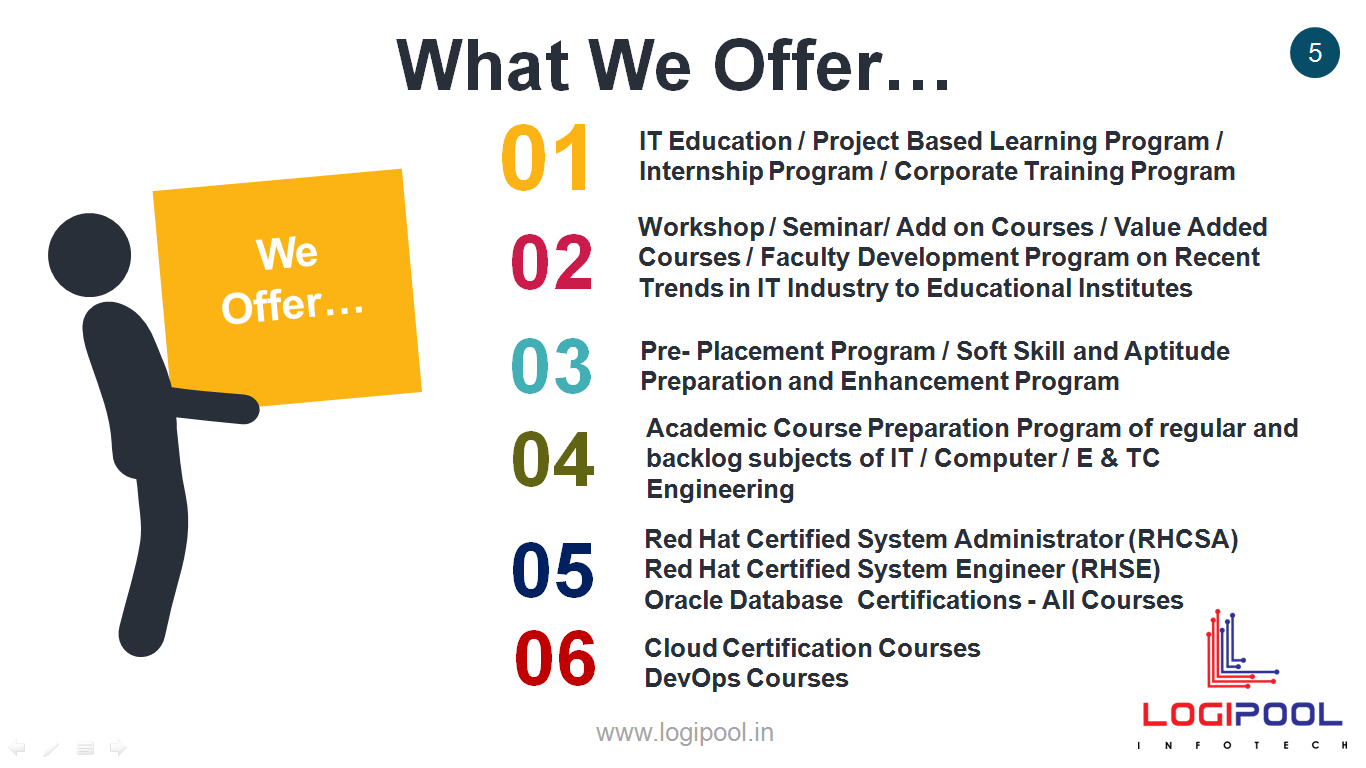 What We Offer…
5
We
Offer…
01
IT Education / Project Based Learning Program /
Internship Program / Corporate Training Program
02
Workshop / Seminar/ Add on Courses / Value Added
Courses / Faculty Development Program on Recent
Trends in IT Industry to Educational Institutes
03
Pre- Placement Program / Soft Skill and Aptitude
Preparation and Enhancement Program
04
Academic Course Preparation Program of regular and
backlog subjects of IT / Computer / E & TC
Engineering
05
Red Hat Certified System Administrator (RHCSA)
Red Hat Certified System Engineer (RHSE)
Oracle Database  Certifications - All Courses
06
Cloud Certification Courses
DevOps Courses
www.logipool.in
LOGIPOOL
INFOTECH